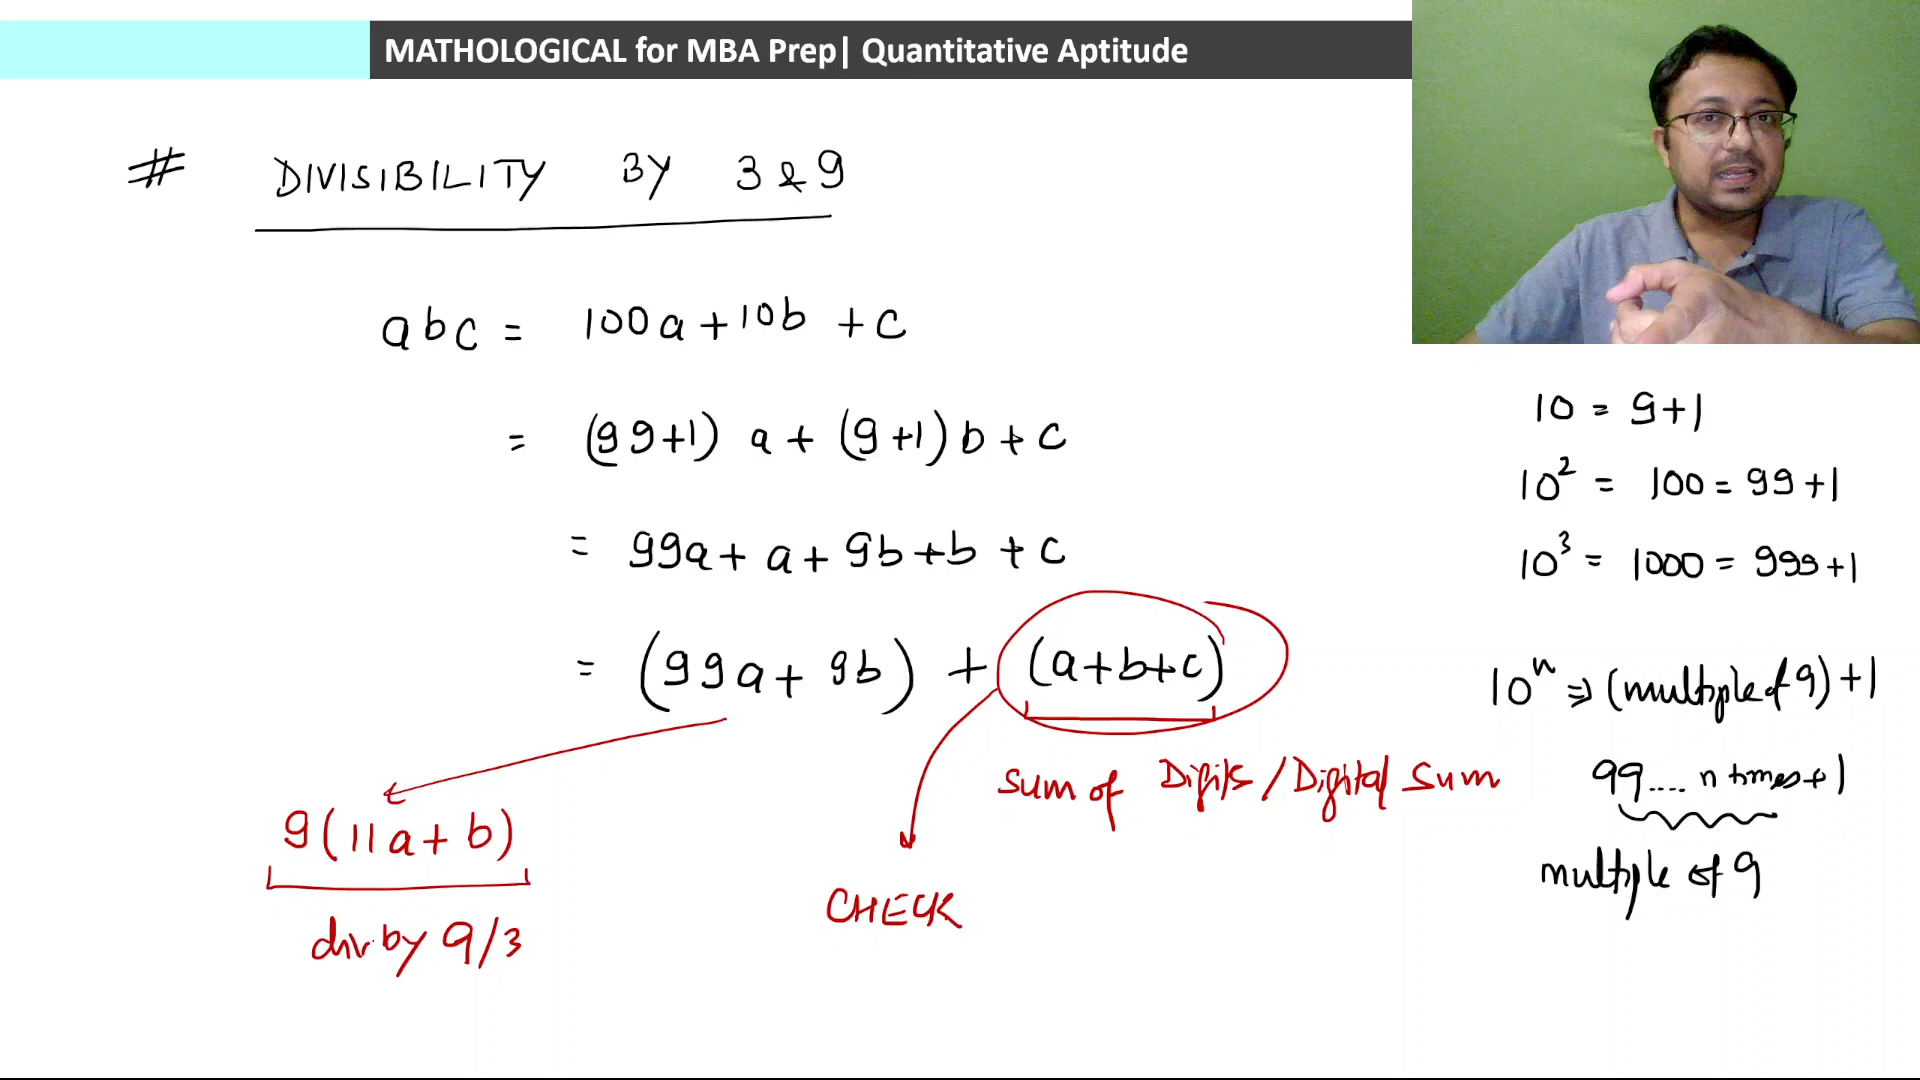 MATHOLOGICAL for MBA Prep| Quantitative Aptitude
# DIVISIBILITY BY 3 & 9
abc = 100a + 10b + c
= (99+1) a + (9+1) b + c
= 99a + a + 9b + b + c
= (99a + 9b) + (a+b+c)
sum of Digits / Digital Sum
9(11a + b)
div. by 9/3
CHECK
10 = 9+1
10² = 100 = 99+1
10³ = 1000 = 999+1
10ⁿ ⇒ (multiple of 9) +1
99.... n times + 1
multiple of 9